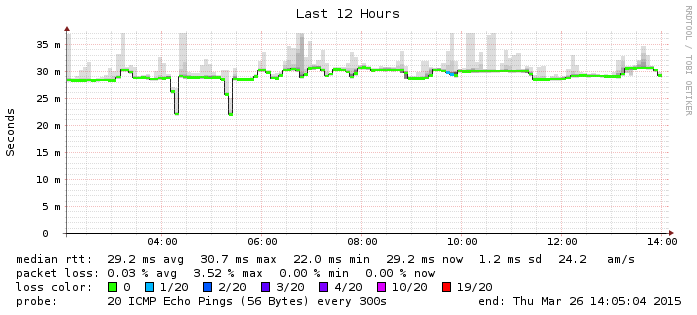 Last 12 Hours
RRDTOOL / TOBI OETIKER
Seconds
35 m
30 m
25 m
20 m
15 m
10 m
5 m
0
04:00 06:00 08:00 10:00 12:00 14:00
median rtt: 29.2 ms avg 30.7 ms max 22.0 ms min 29.2 ms now 1.2 ms sd 24.2 am/s
packet loss: 0.03 % avg 3.52 % max 0.00 % min 0.00 % now
loss color: 0 1/20 2/20 3/20 4/20 10/20 19/20
probe: 20 ICMP Echo Pings (56 Bytes) every 300s end: Thu Mar 26 14:05:04 2015